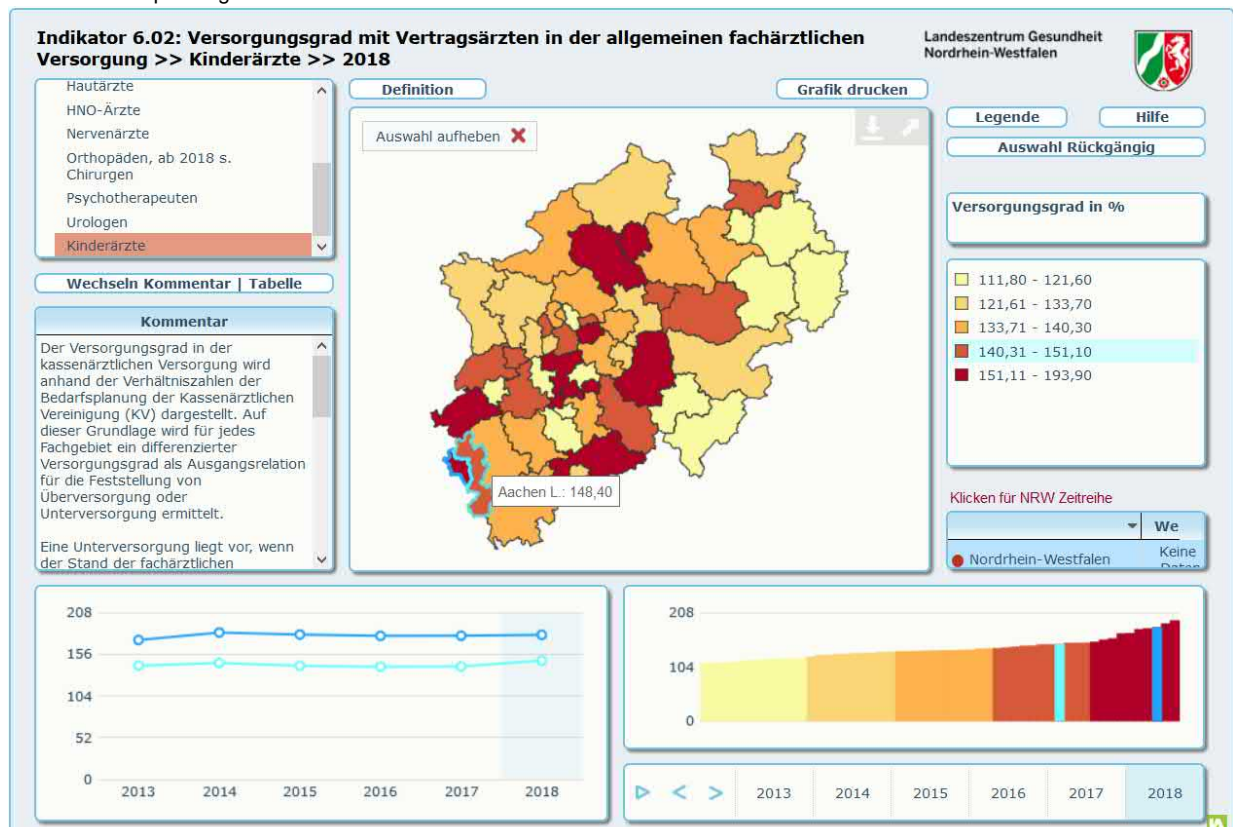 Indikator 6.02: Versorgungsgrad mit Vertragsärzten in der allgemeinen fachärztlichen
Versorgung >> Kinderärzte >> 2018
Landeszentrum Gesundheit
Nordrhein-Westfalen
Hautärzte
HNO-Ärzte
Nervenärzte
Orthopäden, ab 2018 s.
Chirurgen
Psychotherapeuten
Urologen
Kinderärzte
Wechseln Kommentar | Tabelle
Kommentar
Der Versorgungsgrad in der
kassenärztlichen Versorgung wird
anhand der Verhältniszahlen der
Bedarfsplanung der Kassenärztlichen
Vereinigung (KV) dargestellt. Auf
dieser Grundlage wird für jedes
Fachgebiet ein differenzierter
Versorgungsgrad als Ausgangsrelation
für die Feststellung von
Überversorgung oder
Unterversorgung ermittelt.
Eine Unterversorgung liegt vor, wenn
der Stand der fachärztlichen
Definition
Grafik drucken
Auswahl aufheben
Aachen L.: 148,40
Legende
Hilfe
Auswahl Rückgängig
Versorgungsgrad in %
111,80 - 121,60
121,61 - 133,70
133,71 - 140,30
140,31 - 151,10
151,11 - 193,90
Klicken für NRW Zeitreihe
We
Nordrhein-Westfalen
Keine
Daten
208
156
104
52
0
2013 2014 2015 2016 2017 2018
208
104
0
2013 2014 2015 2016 2017 2018